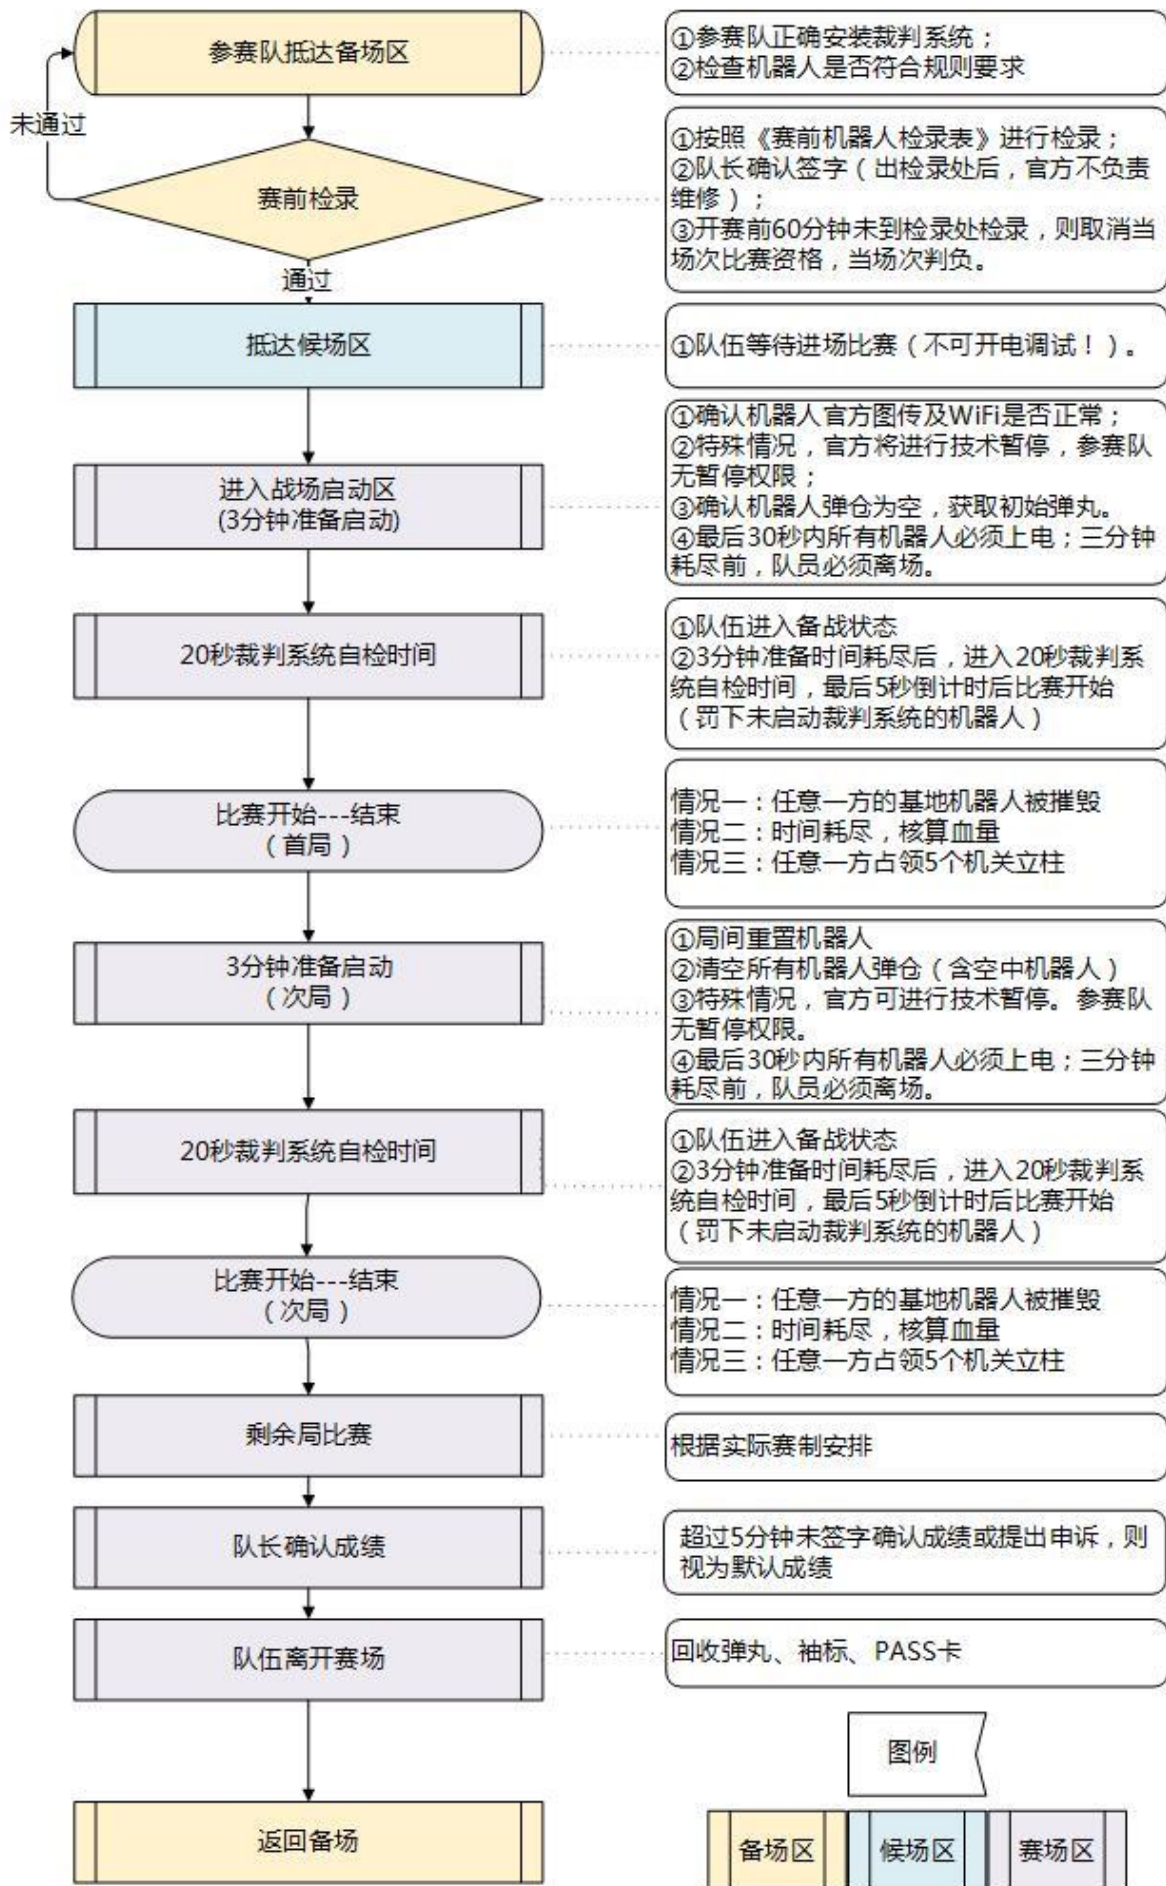 参赛队抵达备场区
①参赛队正确安装裁判系统；
②检查机器人是否符合规则要求
未通过
赛前检录
①按照《赛前机器人检录表》进行检录；
②队长确认签字（出检录处后，官方不负责
维修）；
③开赛前60分钟未到检录处检录，则取消当
场次比赛资格，当场次判负。
通过
抵达候场区
①队伍等待进场比赛（不可开电调试！）。
进入战场启动区
(3分钟准备启动)
①确认机器人官方图传及WiFi是否正常；
②特殊情况，官方将进行技术暂停，参赛队
无暂停权限；
③确认机器人弹仓为空，获取初始弹丸。
④最后30秒内所有机器人必须上电；三分钟
耗尽前，队员必须离场。
20秒裁判系统自检时间
①队伍进入备战状态
②3分钟准备时间耗尽后，进入20秒裁判系
统自检时间，最后5秒倒计时后比赛开始
（罚下未启动裁判系统的机器人）
比赛开始---结束
（首局）
情况一：任意一方的基地机器人被摧毁
情况二：时间耗尽，核算血量
情况三：任意一方占领5个机关立柱
3分钟准备启动
（次局）
①局间重置机器人
②清空所有机器人弹仓（含空中机器人）
③特殊情况，官方可进行技术暂停。参赛队
无暂停权限。
④最后30秒内所有机器人必须上电；三分钟
耗尽前，队员必须离场。
20秒裁判系统自检时间
①队伍进入备战状态
②3分钟准备时间耗尽后，进入20秒裁判系
统自检时间，最后5秒倒计时后比赛开始
（罚下未启动裁判系统的机器人）
比赛开始---结束
（次局）
情况一：任意一方的基地机器人被摧毁
情况二：时间耗尽，核算血量
情况三：任意一方占领5个机关立柱
剩余局比赛
根据实际赛制安排
队长确认成绩
超过5分钟未签字确认成绩或提出申诉，则
视为默认成绩
队伍离开赛场
回收弹丸、袖标、PASS卡
图例
返回备场
备场区
候场区
赛场区